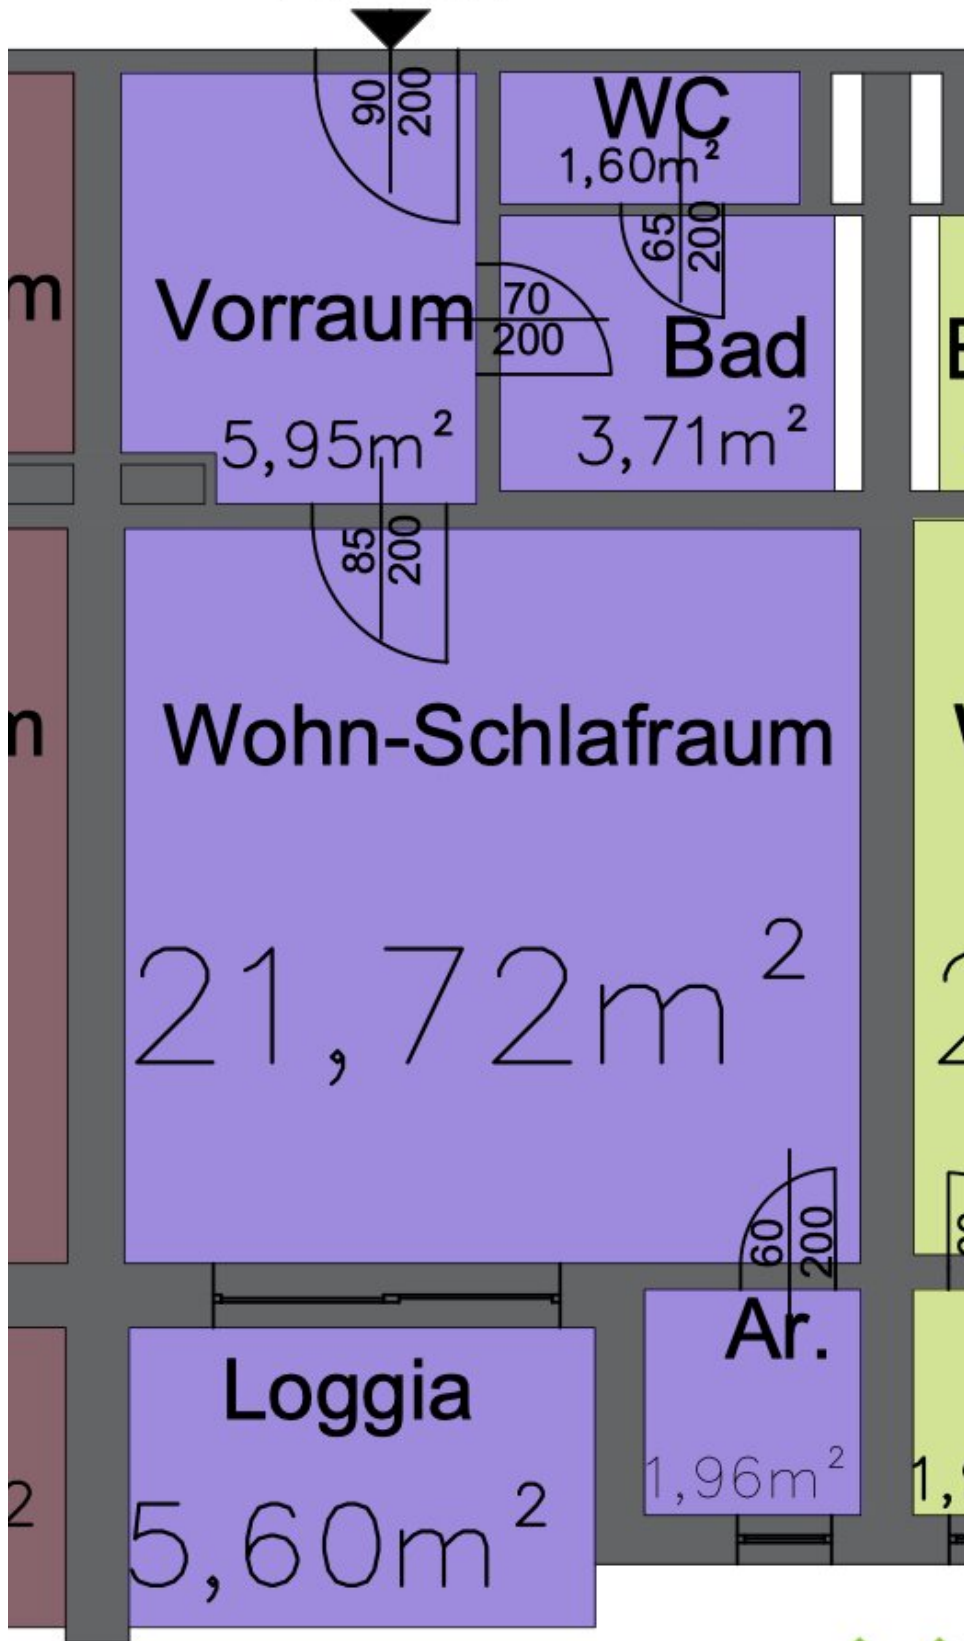 90
200
WC
1,60m²
65
200
Vorraum
5,95m²
70
200
Bad
3,71m²
85
200
Wohn-Schlafraum
21,72m²
60
200
Ar.
1,96m²
Loggia
5,60m²